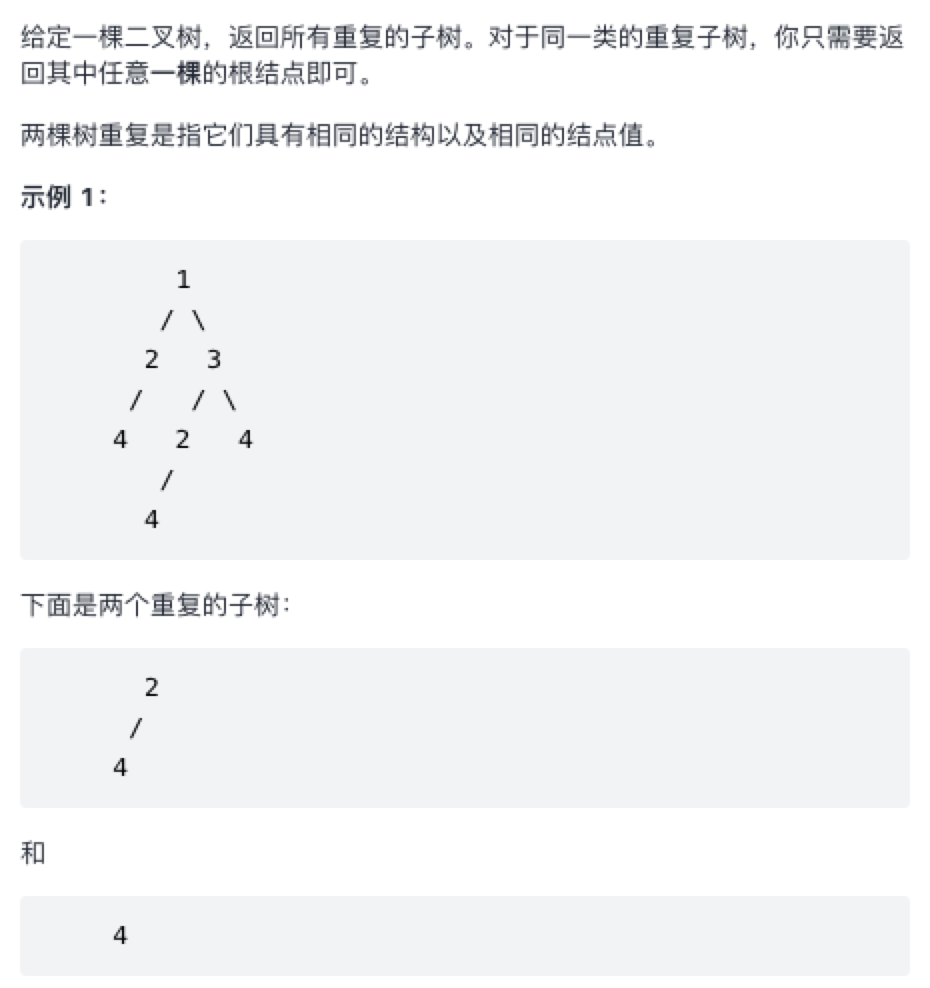 给定一棵二叉树，返回所有重复的子树。对于同一类的重复子树，你只需要返
回其中任意一棵的根结点即可。
两棵树重复是指它们具有相同的结构以及相同的结点值。
示例 1：
1
/ \
2   3
/   / \
4   2   4
/
4
下面是两个重复的子树：
2
/
4
和
4